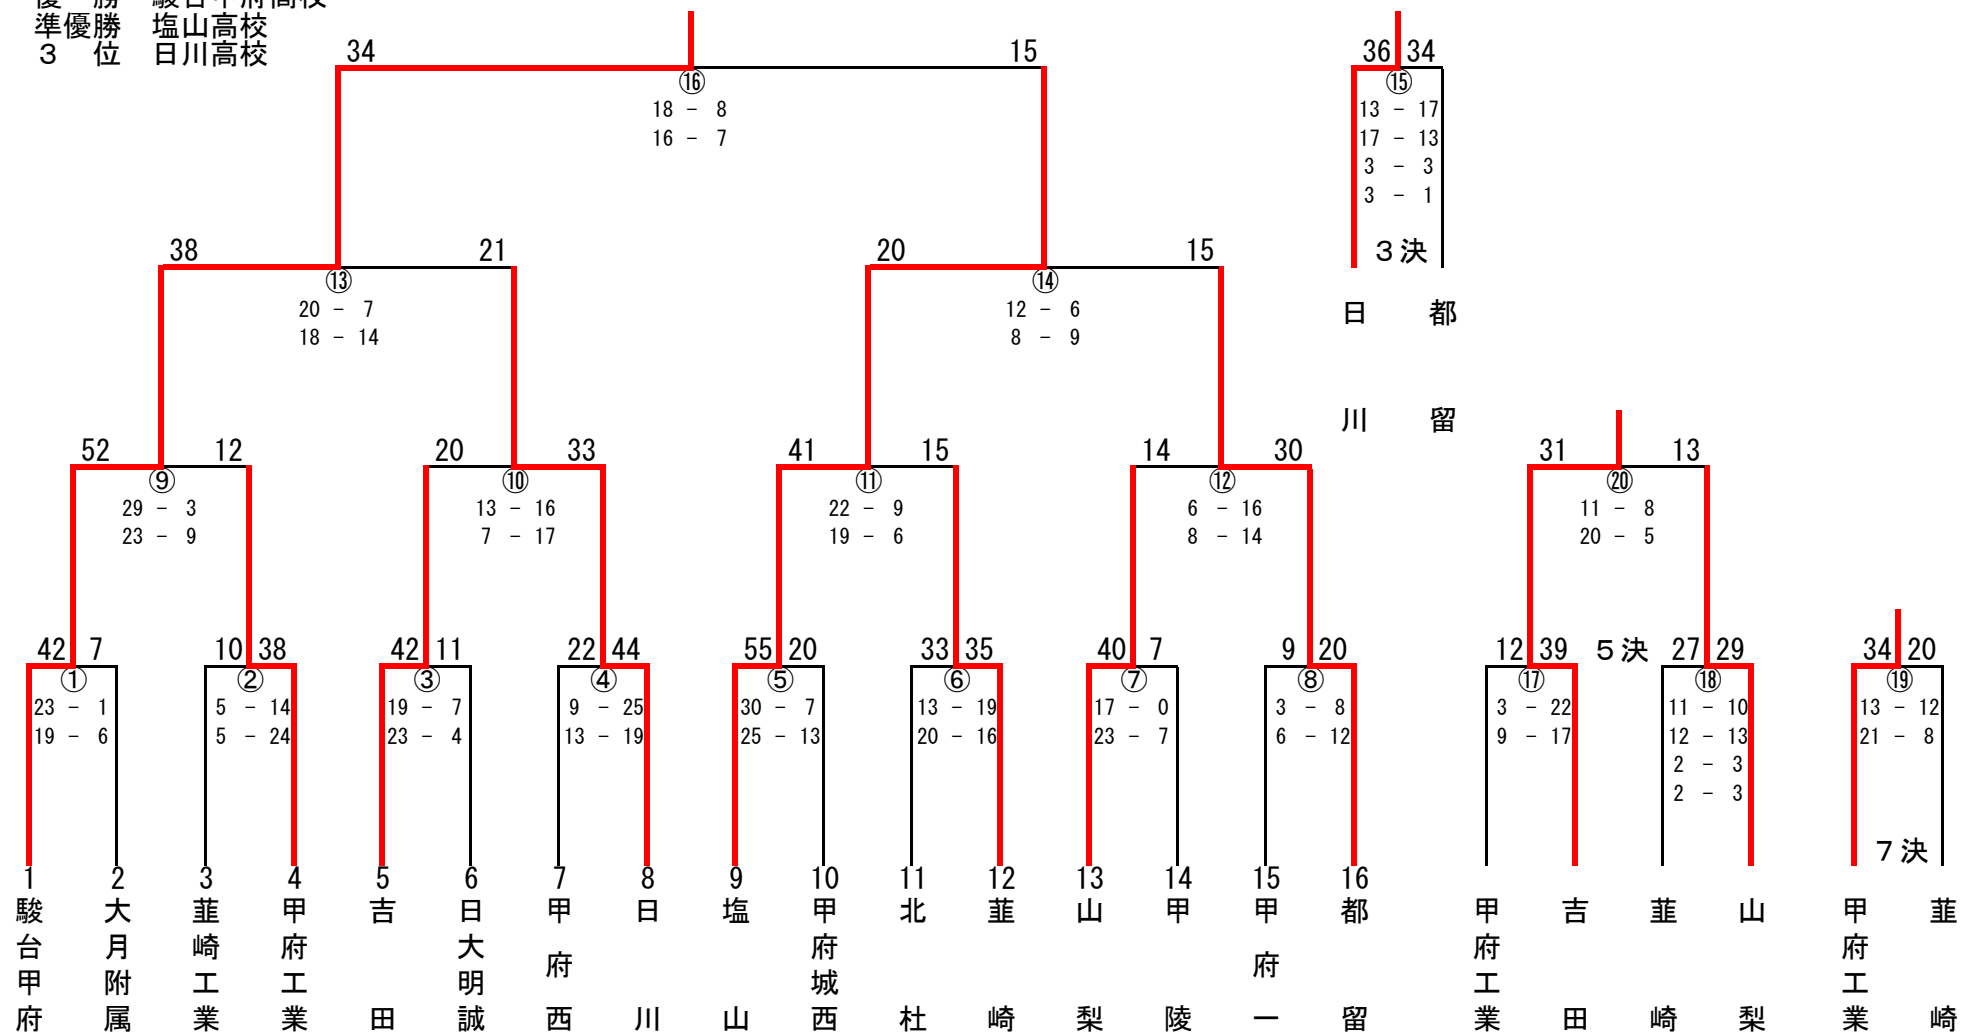 優　勝　駿台甲府高校
準優勝　塩山高校
３　位　日川高校
34 15 36 34
⑯ ⑮
18 － 8
16 － 7
13 － 17
17 － 13
3 － 3
3 － 1
３決
日川 都留
38 21 20 15
⑬ ⑭
20 － 7
18 － 14
12 － 6
8 － 9
52 12 20 33 41 15 14 30 31 13
⑨ ⑩ ⑪ ⑫ ⑳
29 － 3
23 － 9
13 － 16
7 － 17
22 － 9
19 － 6
6 － 16
8 － 14
11 － 8
20 － 5
42 7 10 38 42 11 22 44 55 20 33 35 40 7 9 20 12 39 ５決 27 29 34 20
① ② ③ ④ ⑤ ⑥ ⑦ ⑧ ⑰ ⑱ ⑲
23 － 1
19 － 6
5 － 14
5 － 24
19 － 7
23 － 4
9 － 25
13 － 19
30 － 7
25 － 13
13 － 19
20 － 16
17 － 0
23 － 7
3 － 8
6 － 12
3 － 22
9 － 17
11 － 10
12 － 13
2 － 3
2 － 3
13 － 12
21 － 8
７決
1 2 3 4 5 6 7 8 9 10 11 12 13 14 15 16
駿台甲府
大月附属
韮崎工業
甲府工業
吉田
日大明誠
甲府西
日川
塩山
甲府城西
北杜
韮崎
山梨
甲陵
甲府一
都留
甲府工業
吉田
韮崎
山梨
甲府工業
韮崎